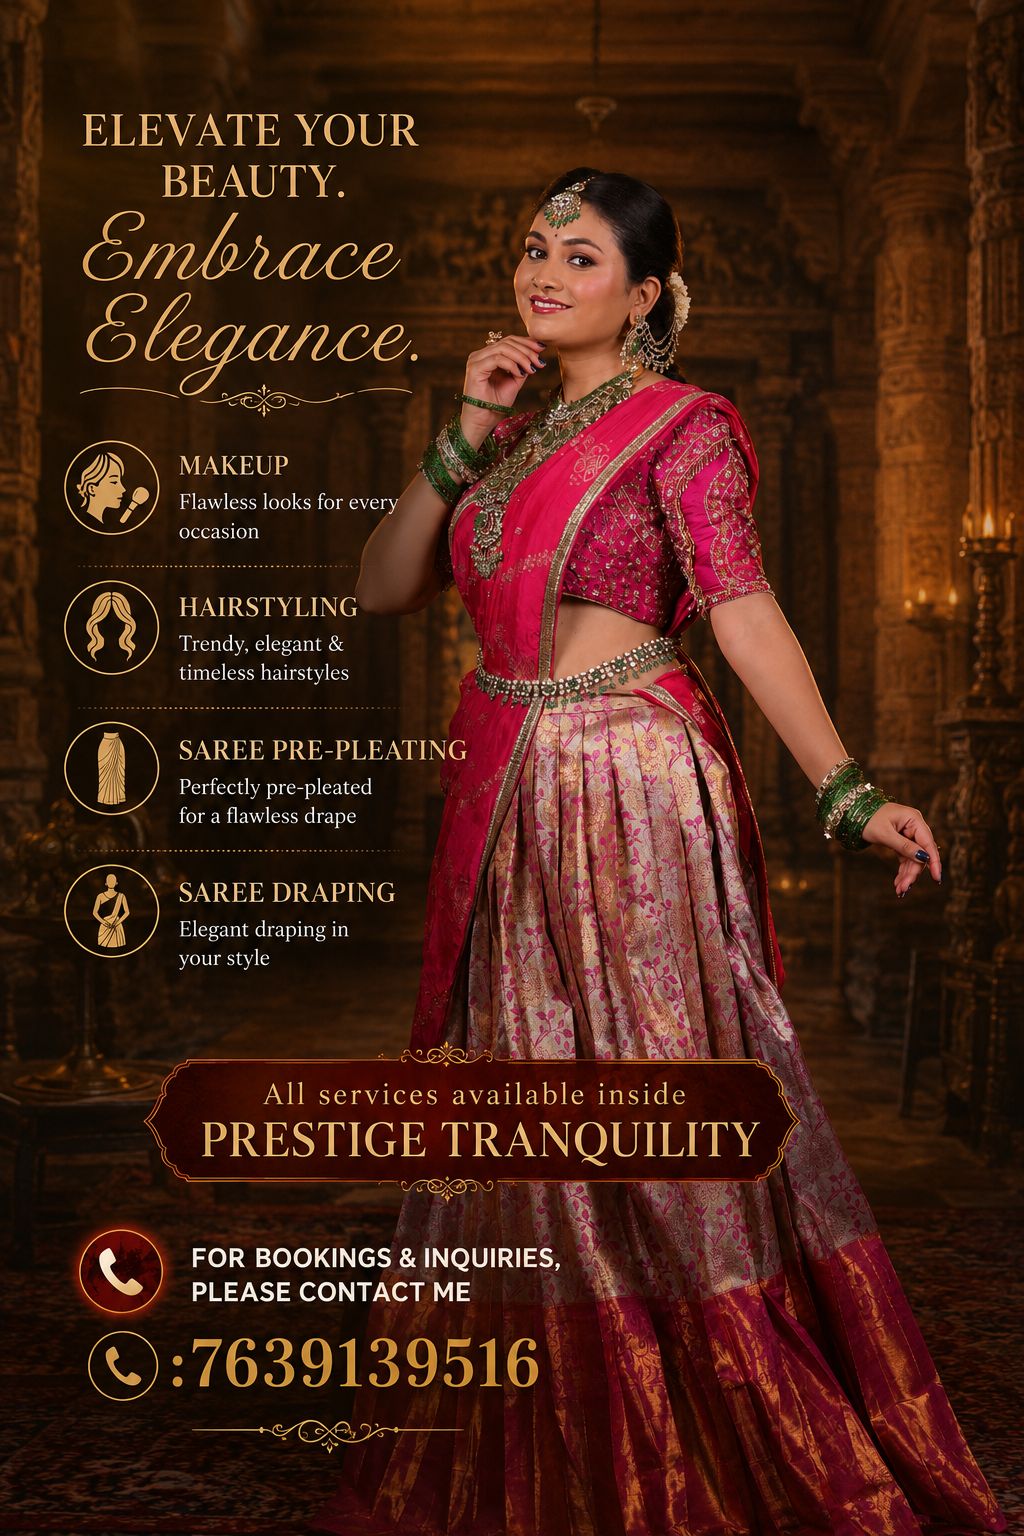 ELEVATE YOUR
BEAUTY.
Embrace
Elegance.
MAKEUP
Flawless looks for every
occasion
HAIRSTYLING
Trendy, elegant &
timeless hairstyles
SAREE PRE-PLEATING
Perfectly pre-pleated
for a flawless drape
SAREE DRAPING
Elegant draping in
your style
All services available inside
PRESTIGE TRANQUILITY
FOR BOOKINGS & INQUIRIES,
PLEASE CONTACT ME
:7639139516